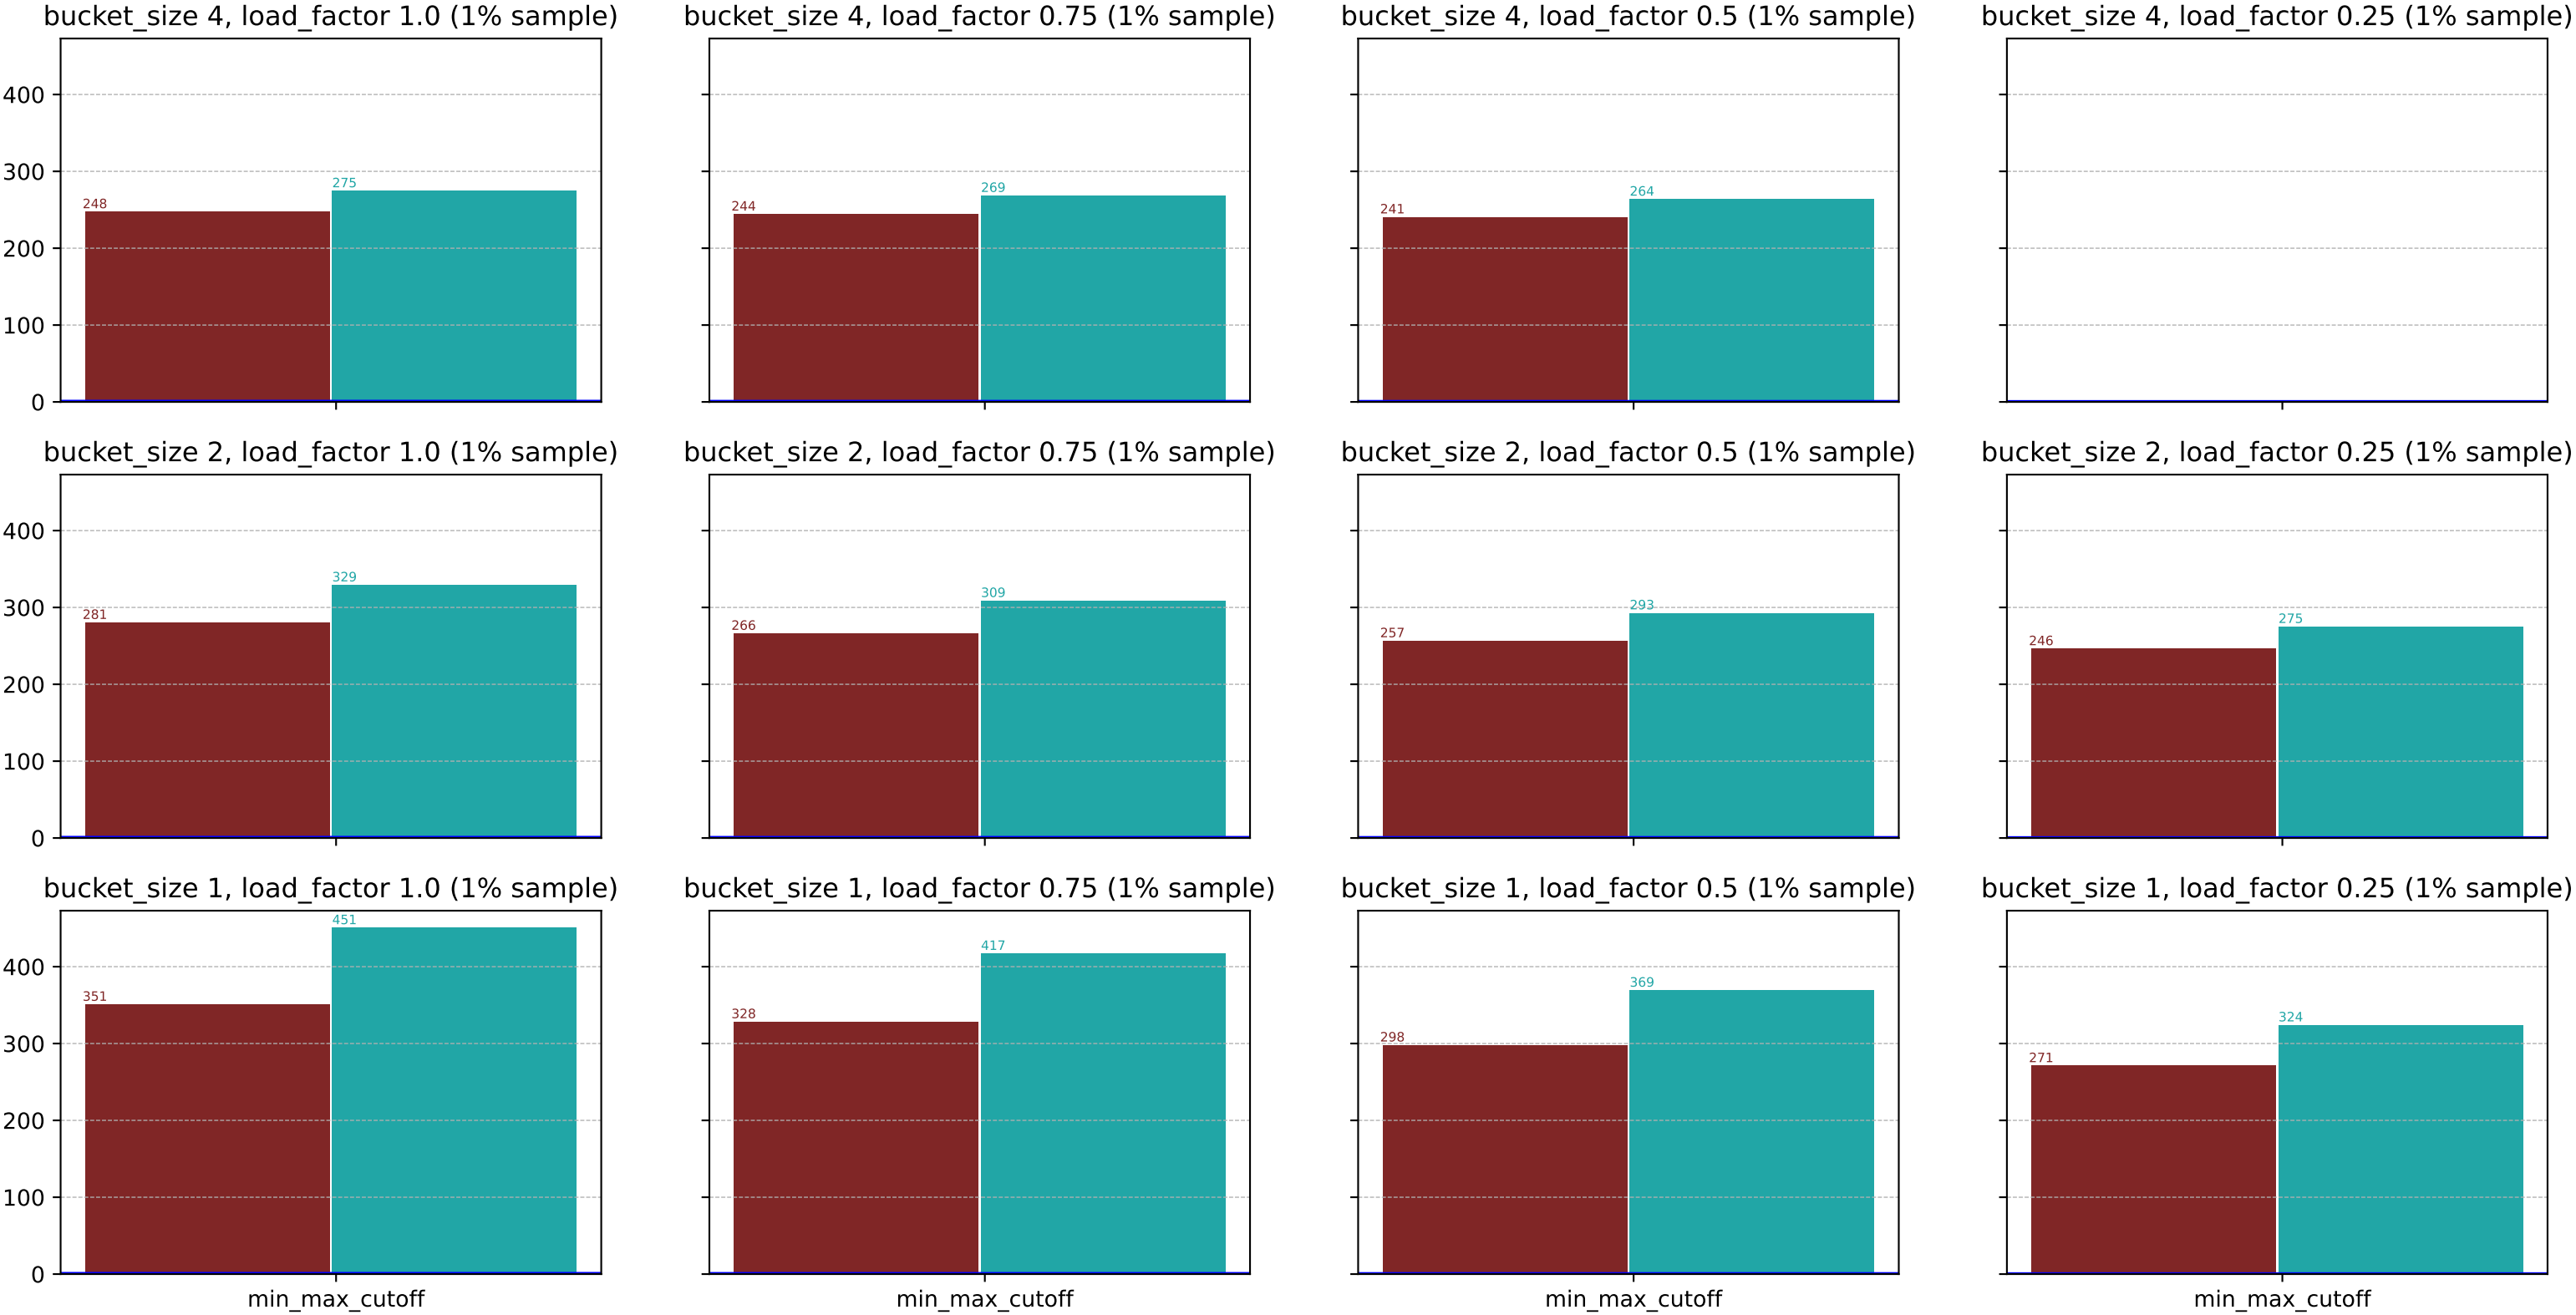 bucket_size 4, load_factor 1.0 (1% sample)
bucket_size 4, load_factor 0.75 (1% sample)
bucket_size 4, load_factor 0.5 (1% sample)
bucket_size 4, load_factor 0.25 (1% sample)
400
300
200
100
0
248
275
244
269
241
264
bucket_size 2, load_factor 1.0 (1% sample)
bucket_size 2, load_factor 0.75 (1% sample)
bucket_size 2, load_factor 0.5 (1% sample)
bucket_size 2, load_factor 0.25 (1% sample)
400
300
200
100
0
281
329
266
309
257
293
246
275
bucket_size 1, load_factor 1.0 (1% sample)
bucket_size 1, load_factor 0.75 (1% sample)
bucket_size 1, load_factor 0.5 (1% sample)
bucket_size 1, load_factor 0.25 (1% sample)
400
300
200
100
0
351
451
328
417
298
369
271
324
min_max_cutoff
min_max_cutoff
min_max_cutoff
min_max_cutoff